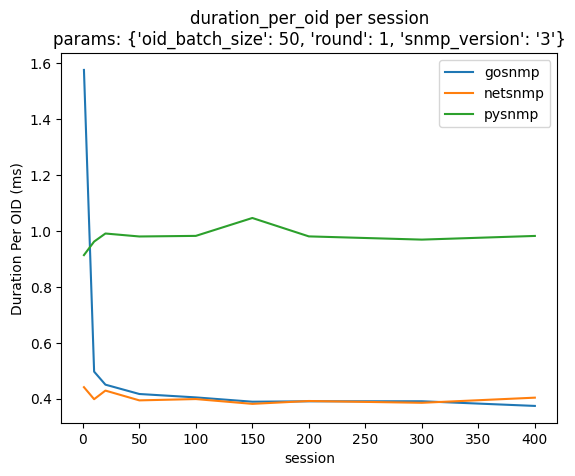 duration_per_oid per session
params: {'oid_batch_size': 50, 'round': 1, 'snmp_version': '3'}
gosnmp
netsnmp
pysnmp
Duration Per OID (ms)
1.6
1.4
1.2
1.0
0.8
0.6
0.4
0 50 100 150 200 250 300 350 400
session